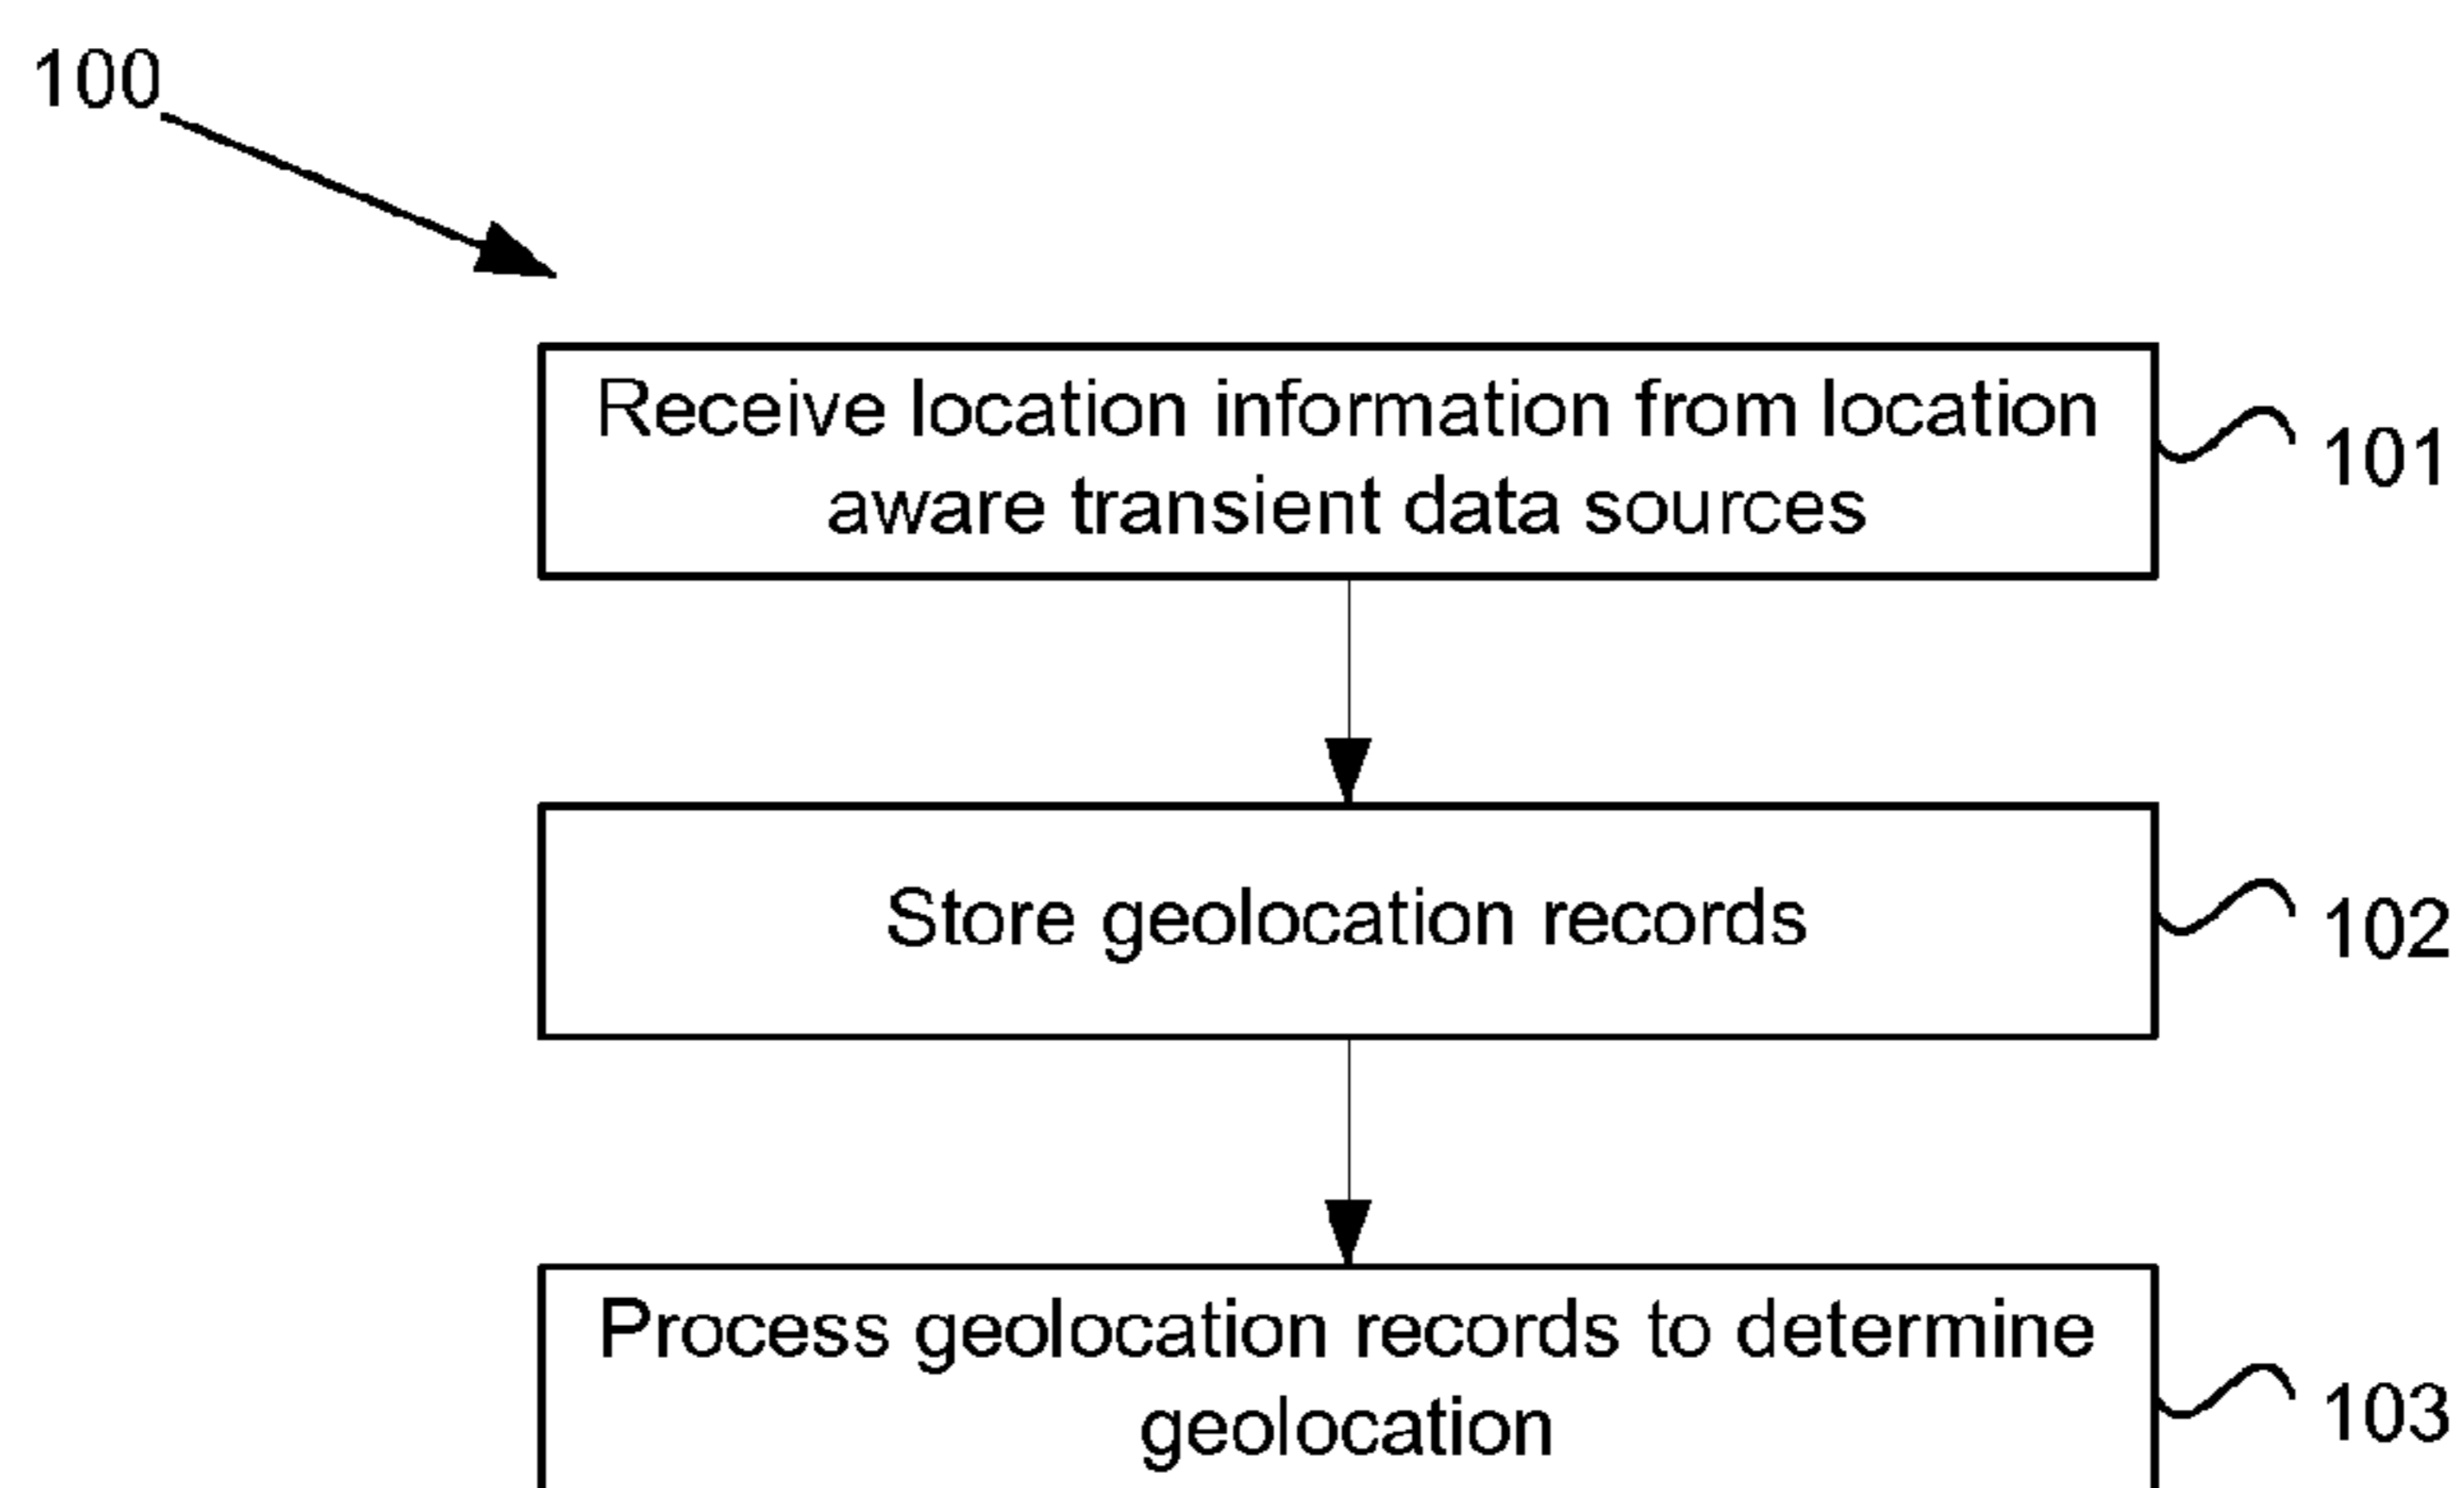 100
Receive location information from location
aware transient data sources
101
Store geolocation records
102
Process geolocation records to determine
geolocation
103